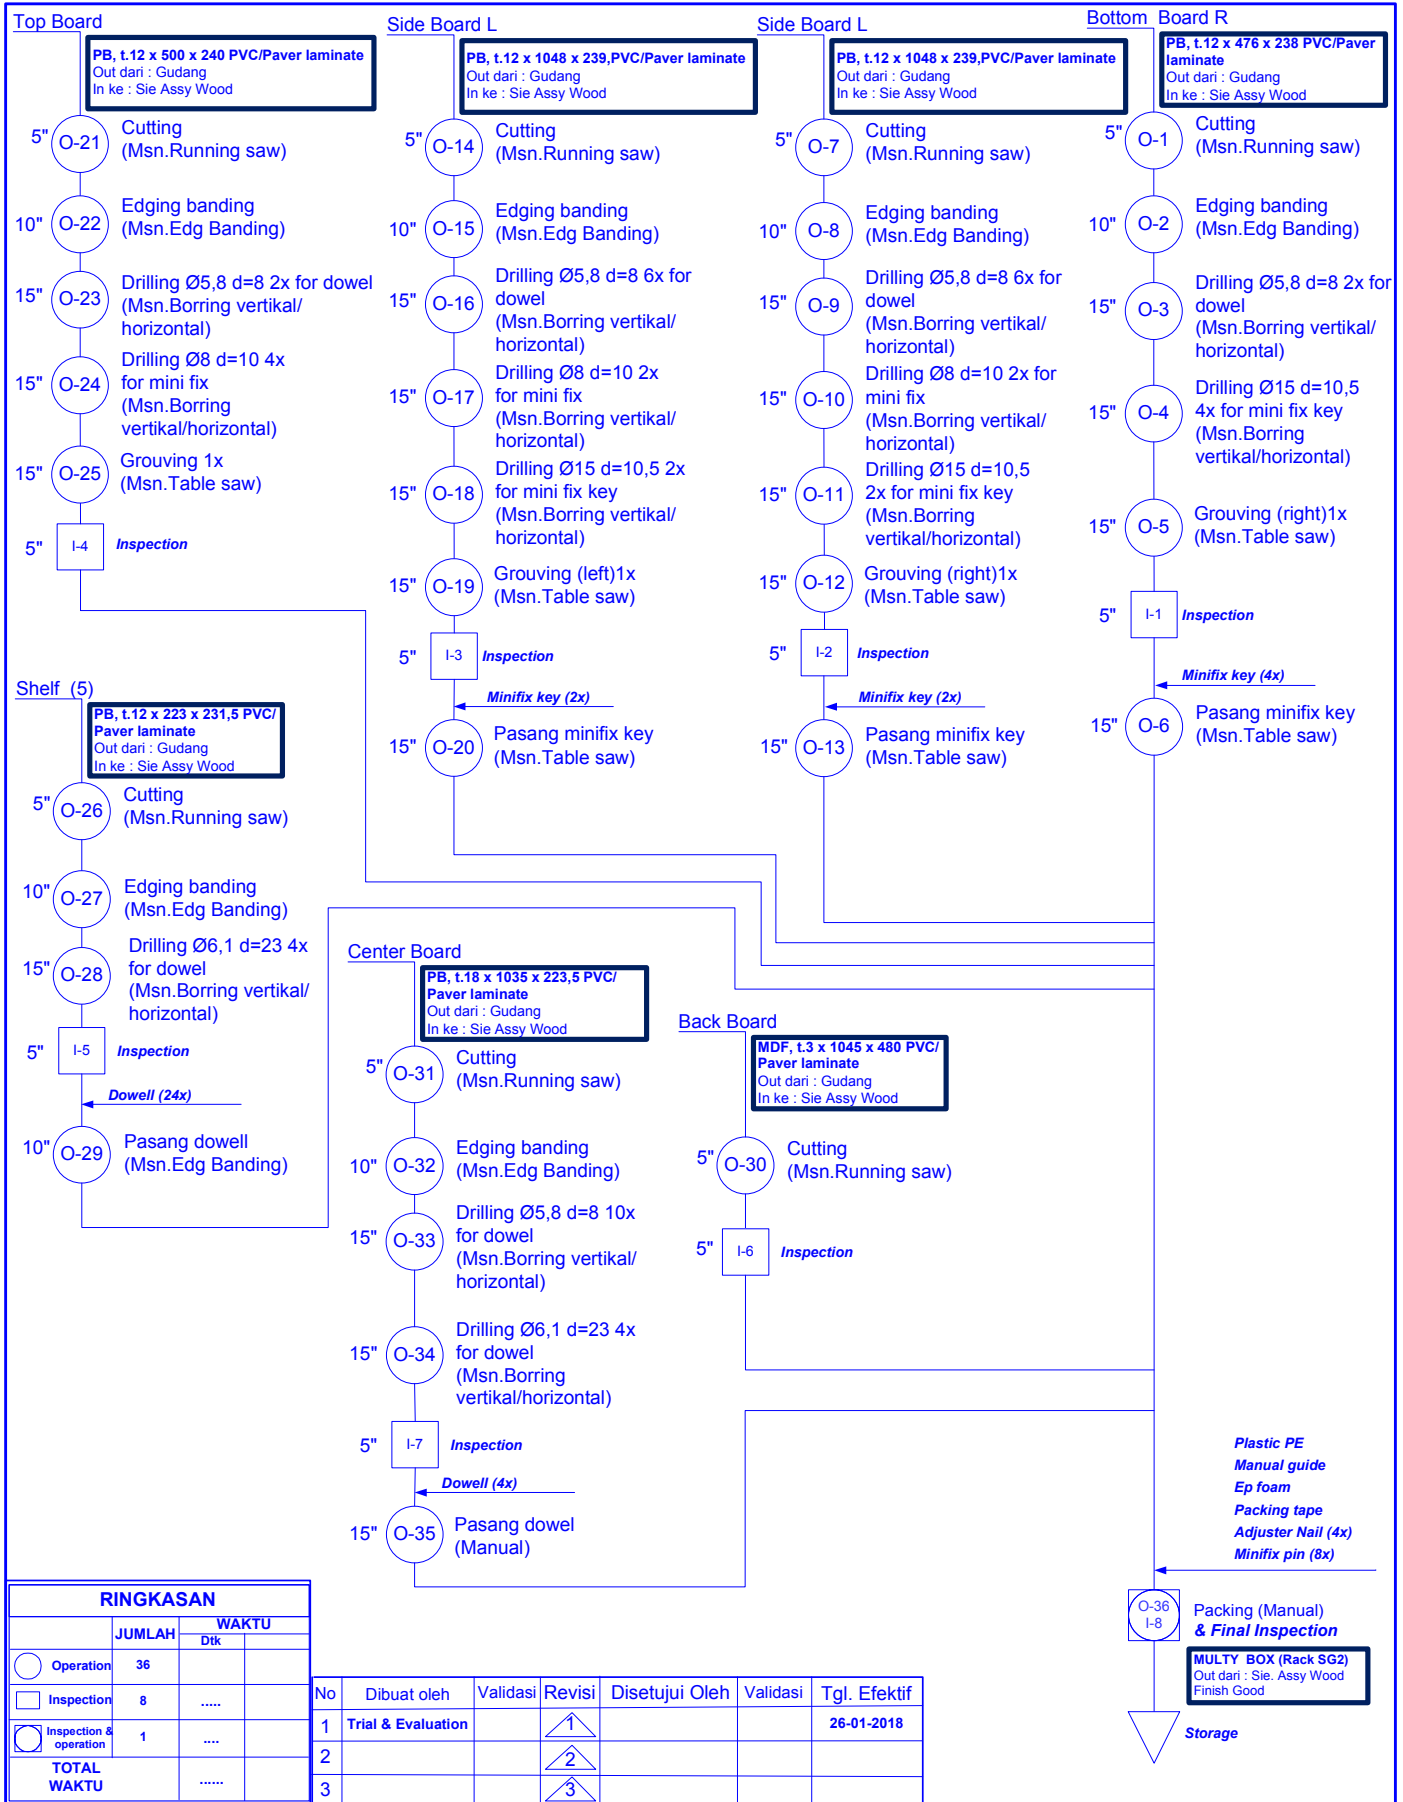 Top Board
PB, t.12 x 500 x 240 PVC/Paver laminate
Out dari : Gudang
In ke : Sie Assy Wood
5" O-21 Cutting
(Msn.Running saw)
10" O-22 Edging banding
(Msn.Edg Banding)
15" O-23 Drilling Ø5,8 d=8 2x for dowel
(Msn.Borring vertikal/
horizontal)
15" O-24 Drilling Ø8 d=10 4x
for mini fix
(Msn.Borring
vertikal/horizontal)
15" O-25 Grouving 1x
(Msn.Table saw)
5" I-4 Inspection
Side Board L
PB, t.12 x 1048 x 239,PVC/Paver laminate
Out dari : Gudang
In ke : Sie Assy Wood
5" O-14 Cutting
(Msn.Running saw)
10" O-15 Edging banding
(Msn.Edg Banding)
15" O-16 Drilling Ø5,8 d=8 6x for
dowel
(Msn.Borring vertikal/
horizontal)
15" O-17 Drilling Ø8 d=10 2x
for mini fix
(Msn.Borring vertikal/
horizontal)
15" O-18 Drilling Ø15 d=10,5 2x
for mini fix key
(Msn.Borring vertikal/
horizontal)
15" O-19 Grouving (left)1x
(Msn.Table saw)
5" I-3 Inspection
Minifix key (2x)
15" O-20 Pasang minifix key
(Msn.Table saw)
Side Board L
PB, t.12 x 1048 x 239,PVC/Paver laminate
Out dari : Gudang
In ke : Sie Assy Wood
5" O-7 Cutting
(Msn.Running saw)
10" O-8 Edging banding
(Msn.Edg Banding)
15" O-9 Drilling Ø5,8 d=8 6x for
dowel
(Msn.Borring vertikal/
horizontal)
15" O-10 Drilling Ø8 d=10 2x for
mini fix
(Msn.Borring vertikal/
horizontal)
15" O-11 Drilling Ø15 d=10,5
2x for mini fix key
(Msn.Borring
vertikal/horizontal)
15" O-12 Grouving (right)1x
(Msn.Table saw)
5" I-2 Inspection
Minifix key (2x)
15" O-13 Pasang minifix key
(Msn.Table saw)
Bottom Board R
PB, t.12 x 476 x 238 PVC/Paver
laminate
Out dari : Gudang
In ke : Sie Assy Wood
5" O-1 Cutting
(Msn.Running saw)
10" O-2 Edging banding
(Msn.Edg Banding)
15" O-3 Drilling Ø5,8 d=8 2x for
dowel
(Msn.Borring vertikal/
horizontal)
15" O-4 Drilling Ø15 d=10,5
4x for mini fix key
(Msn.Borring
vertikal/horizontal)
15" O-5 Grouving (right)1x
(Msn.Table saw)
5" I-1 Inspection
Minifix key (4x)
15" O-6 Pasang minifix key
(Msn.Table saw)
Shelf (5)
PB, t.12 x 223 x 231,5 PVC/
Paver laminate
Out dari : Gudang
In ke : Sie Assy Wood
5" O-26 Cutting
(Msn.Running saw)
10" O-27 Edging banding
(Msn.Edg Banding)
15" O-28 Drilling Ø6,1 d=23 4x
for dowel
(Msn.Borring vertikal/
horizontal)
5" I-5 Inspection
Dowell (24x)
10" O-29 Pasang dowell
(Msn.Edg Banding)
Center Board
PB, t.18 x 1035 x 223,5 PVC/
Paver laminate
Out dari : Gudang
In ke : Sie Assy Wood
5" O-31 Cutting
(Msn.Running saw)
10" O-32 Edging banding
(Msn.Edg Banding)
15" O-33 Drilling Ø5,8 d=8 10x
for dowel
(Msn.Borring vertikal/
horizontal)
15" O-34 Drilling Ø6,1 d=23 4x
for dowel
(Msn.Borring
vertikal/horizontal)
5" I-7 Inspection
Dowell (4x)
15" O-35 Pasang dowel
(Manual)
Back Board
MDF, t.3 x 1045 x 480 PVC/
Paver laminate
Out dari : Gudang
In ke : Sie Assy Wood
5" O-30 Cutting
(Msn.Running saw)
5" I-6 Inspection
Plastic PE
Manual guide
Ep foam
Packing tape
Adjuster Nail (4x)
Minifix pin (8x)
O-36
I-8
Packing (Manual)
& Final Inspection
MULTY BOX (Rack SG2)
Out dari : Sie. Assy Wood
Finish Good
Storage
RINGKASAN
JUMLAH WAKTU
Dtk
Operation 36
Inspection 8 .....
Inspection &
operation 1 ....
TOTAL
WAKTU ......
No Dibuat oleh Validasi Revisi Disetujui Oleh Validasi Tgl. Efektif
1 Trial & Evaluation 1 26-01-2018
2 2
3 3